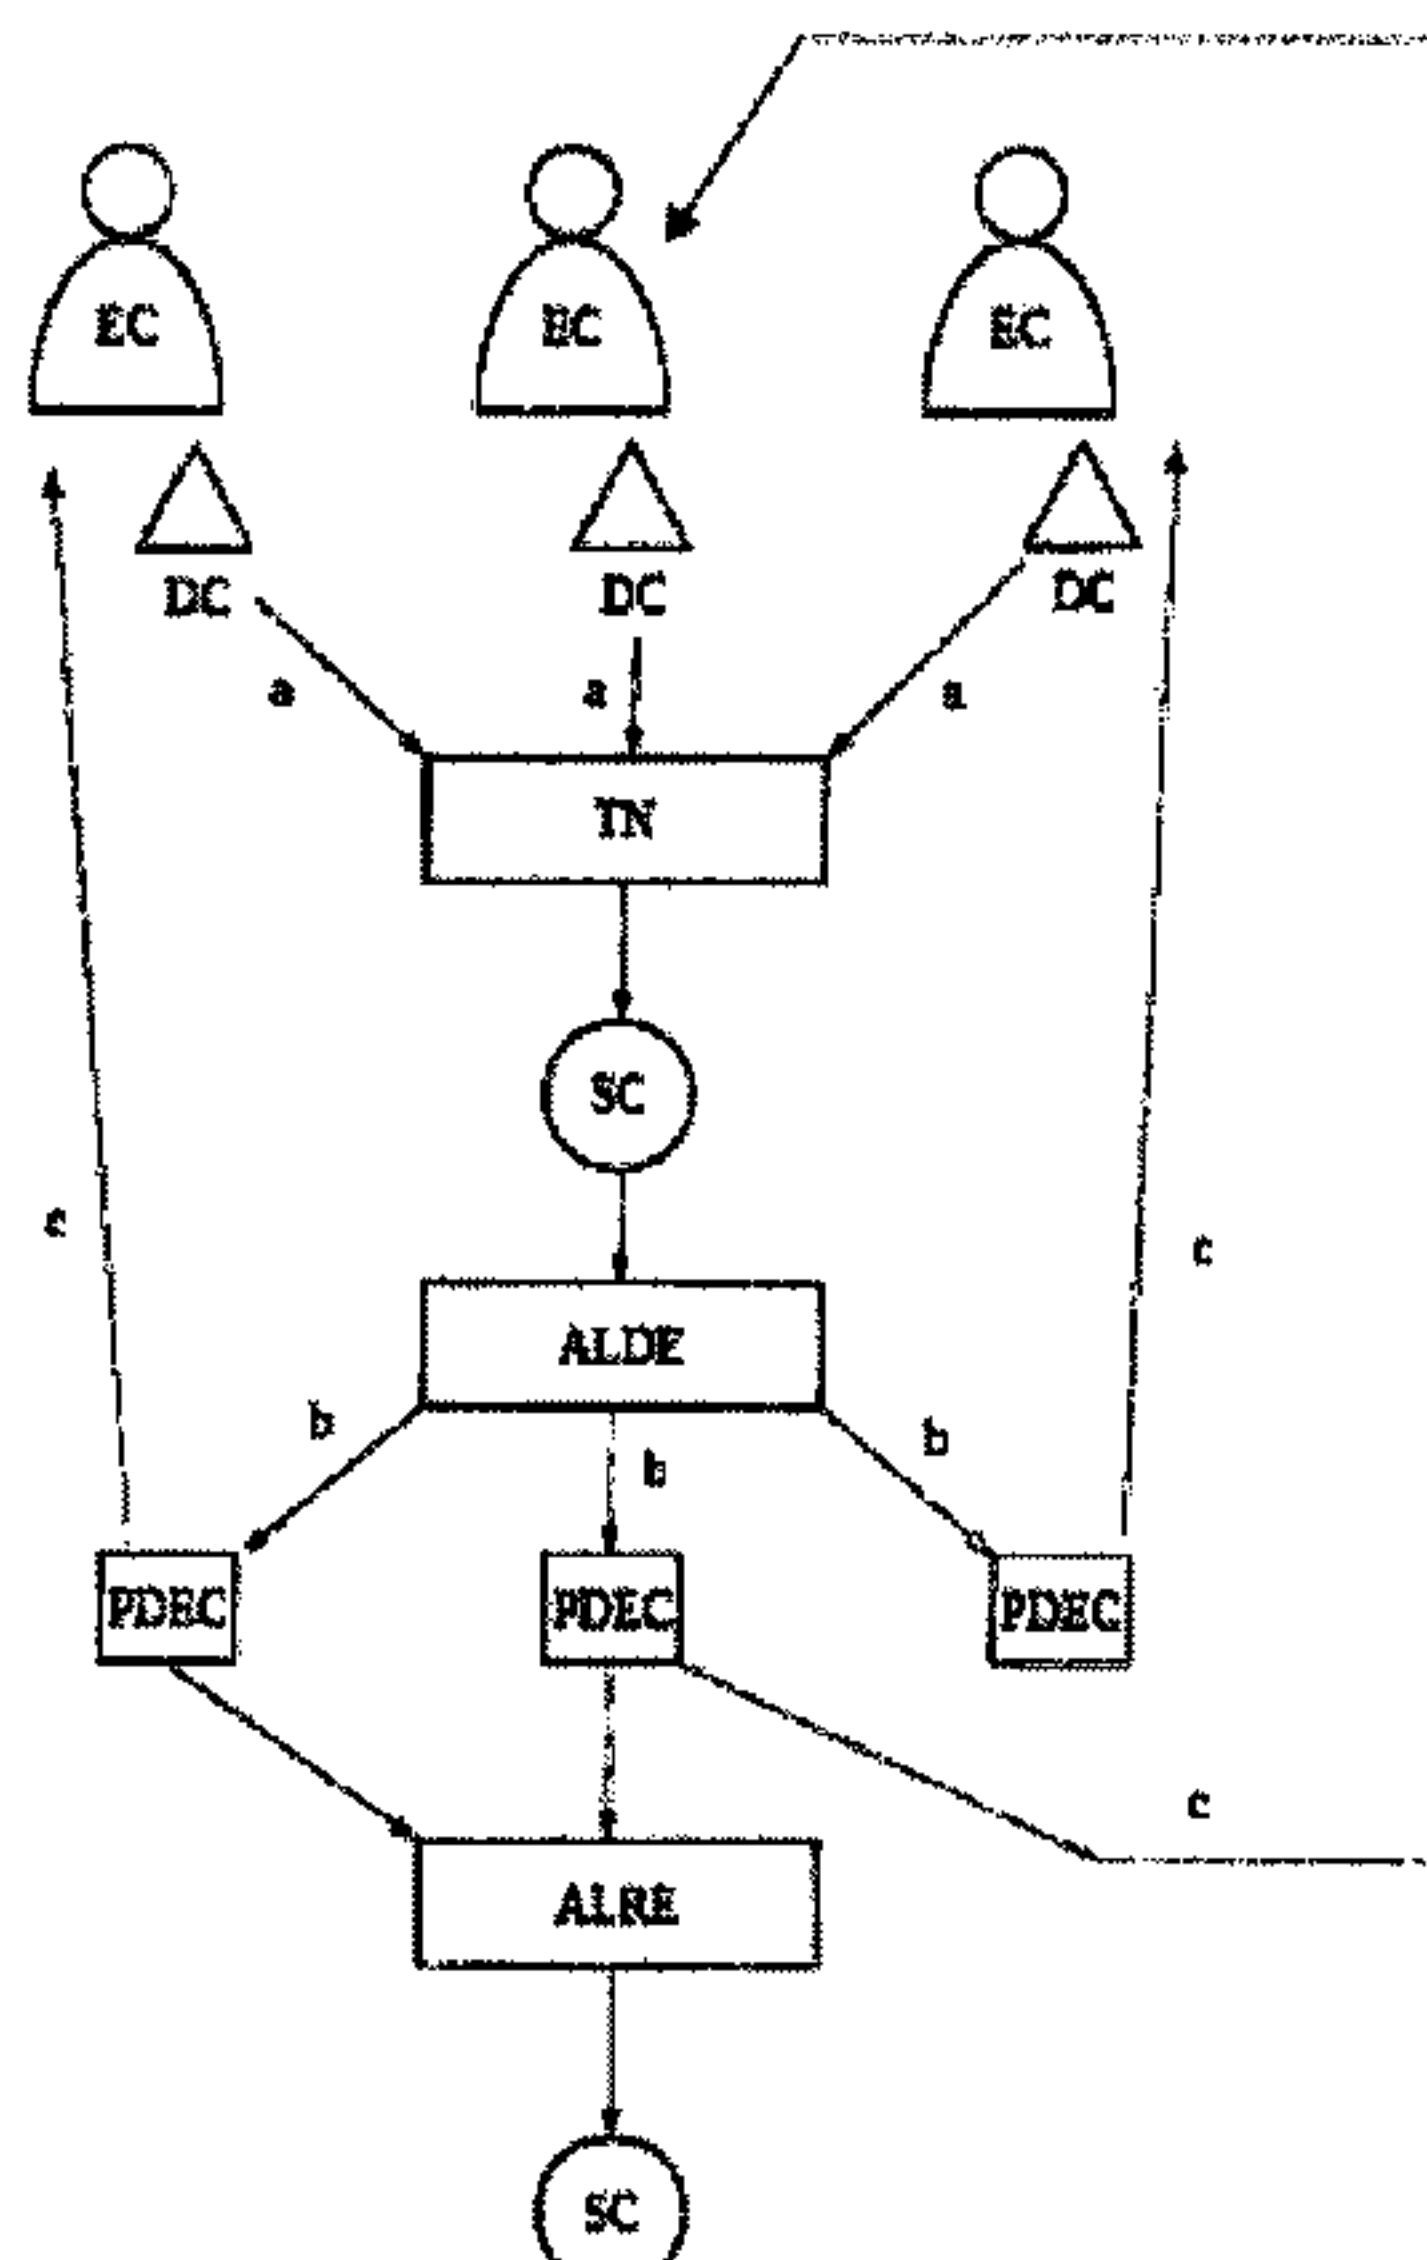 EC EC EC
DC DC DC
a a a
TN
SC
e c
ALDE
b b b
PDEC PDEC PDEC
c
ALRE
SC